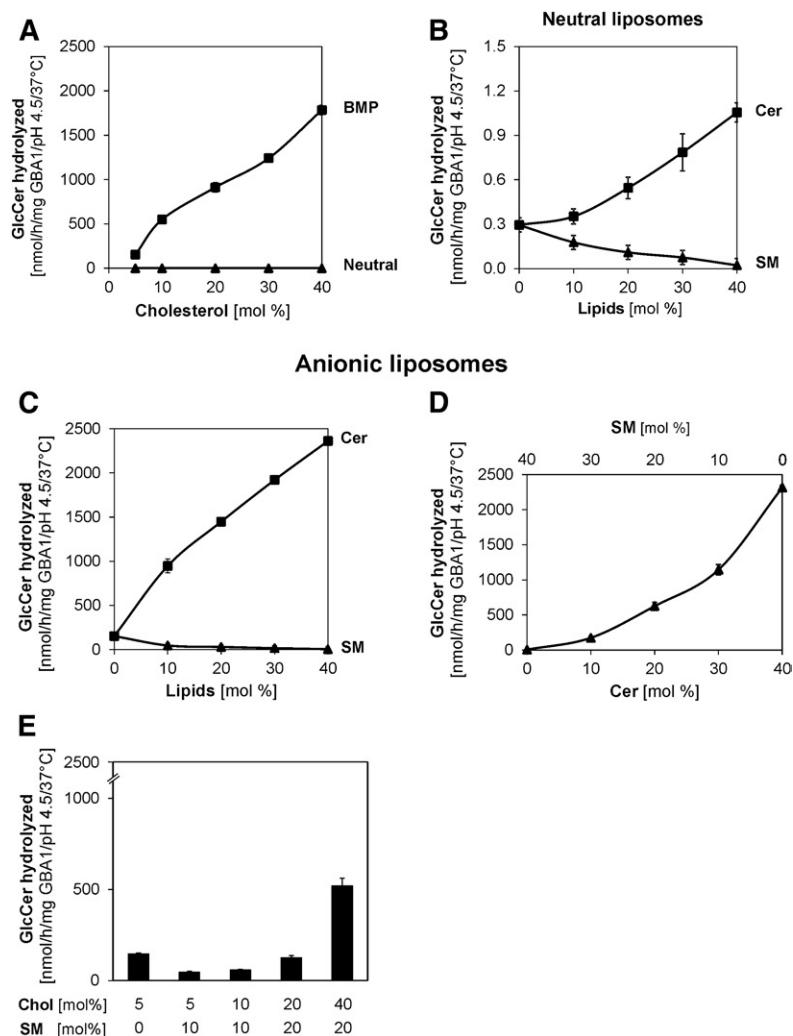 A
GlcCer hydrolyzed
[nmol/h/mg GBA1/pH 4.5/37°C]
2500
2000
1500
1000
500
0
BMP
Neutral
0 10 20 30 40
Cholesterol [mol %]
Neutral liposomes
B
GlcCer hydrolyzed
[nmol/h/mg GBA1/pH 4.5/37°C]
1.5
1.2
0.9
0.6
0.3
0.0
Cer
SM
0 10 20 30 40
Lipids [mol %]
Anionic liposomes
C
GlcCer hydrolyzed
[nmol/h/mg GBA1/pH 4.5/37°C]
2500
2000
1500
1000
500
0
Cer
SM
0 10 20 30 40
Lipids [mol %]
D
SM [mol %]
40 30 20 10 0
GlcCer hydrolyzed
[nmol/h/mg GBA1/pH 4.5/37°C]
2500
2000
1500
1000
500
0
0 10 20 30 40
Cer [mol %]
E
GlcCer hydrolyzed
[nmol/h/mg GBA1/pH 4.5/37°C]
2500
1000
500
0
Chol [mol%] 5 5 10 20 40
SM [mol%] 0 10 10 20 20